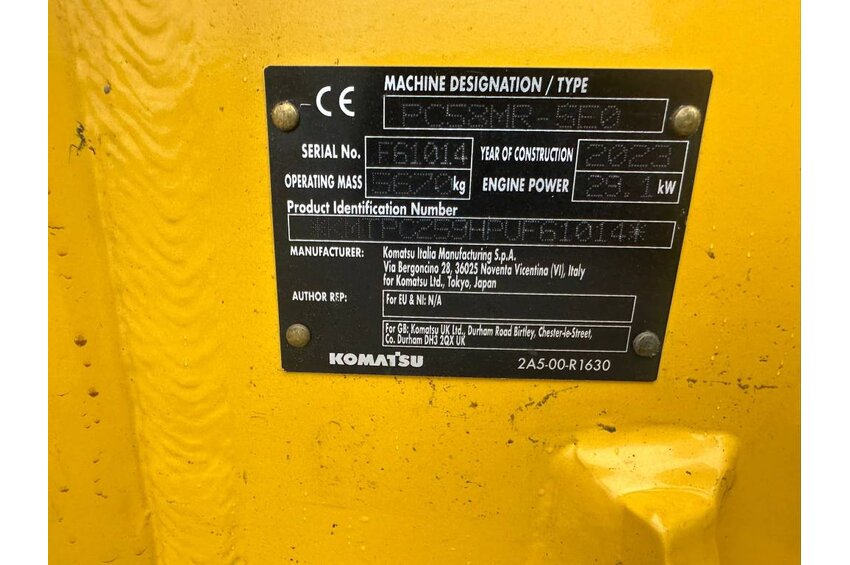 CE
MACHINE DESIGNATION / TYPE
PC58MR-5E0
SERIAL No. F61014 YEAR OF CONSTRUCTION 2023
OPERATING MASS 5670 kg ENGINE POWER 29.1 kW
Product Identification Number
*KMTPCZ59HPUF61014*
MANUFACTURER: Komatsu Italia Manufacturing S.p.A.
Via Bergoncino 28, 36025 Noventa Vicentina (VI), Italy
for Komatsu Ltd., Tokyo, Japan
AUTHOR REP: For EU & NI: N/A
For GB: Komatsu UK Ltd., Durham Road Birtley, Chester-le-Street,
Co. Durham DH3 2QX UK
KOMATSU 2A5-00-R1630